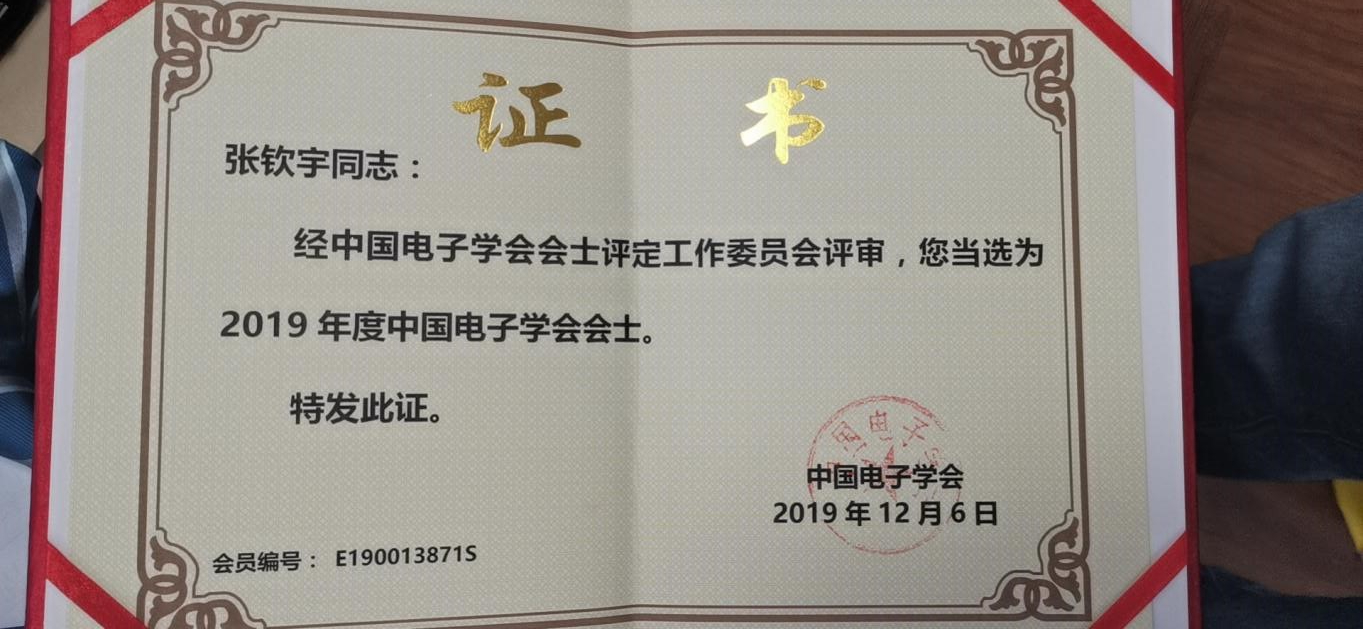 证书
张钦宇同志：
经中国电子学会会士评定工作委员会评审，您当选为
2019 年度中国电子学会会士。
特发此证。
中国电子学会
2019 年 12 月 6 日
会员编号： E190013871S